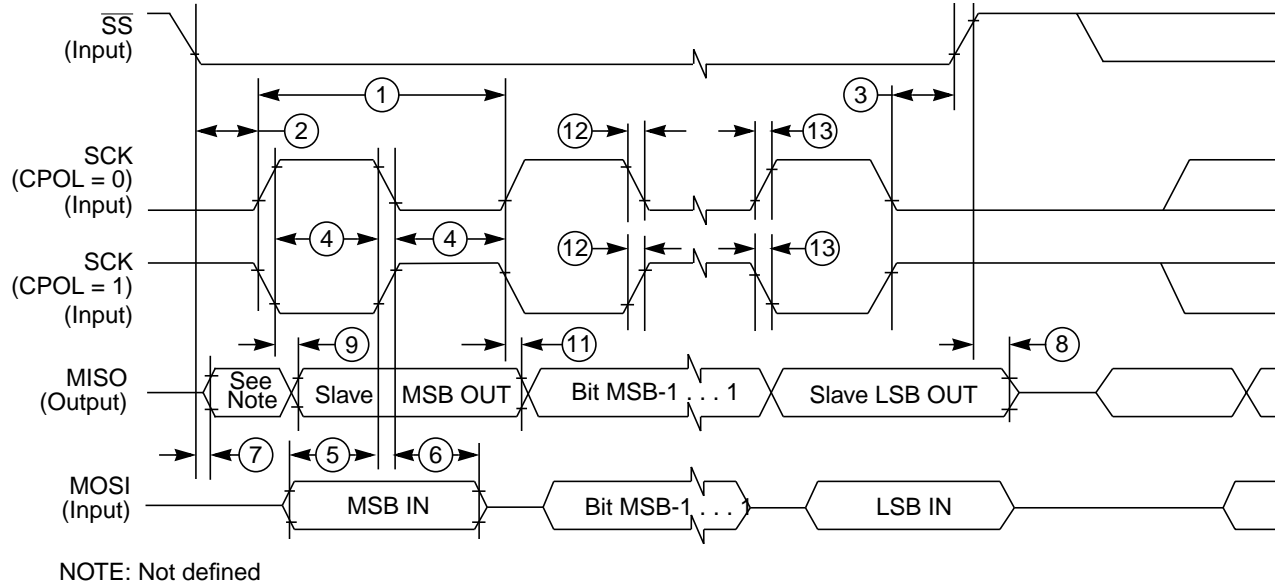 SS
(Input)
1
3
2
12
13
SCK
(CPOL = 0)
(Input)
4
4
SCK
(CPOL = 1)
(Input)
12
13
9
11
8
MISO
(Output)
See
Note
Slave
MSB OUT
Bit MSB-1 . . . 1
Slave LSB OUT
7
5
6
MOSI
(Input)
MSB IN
Bit MSB-1 . . . 1
LSB IN
NOTE: Not defined